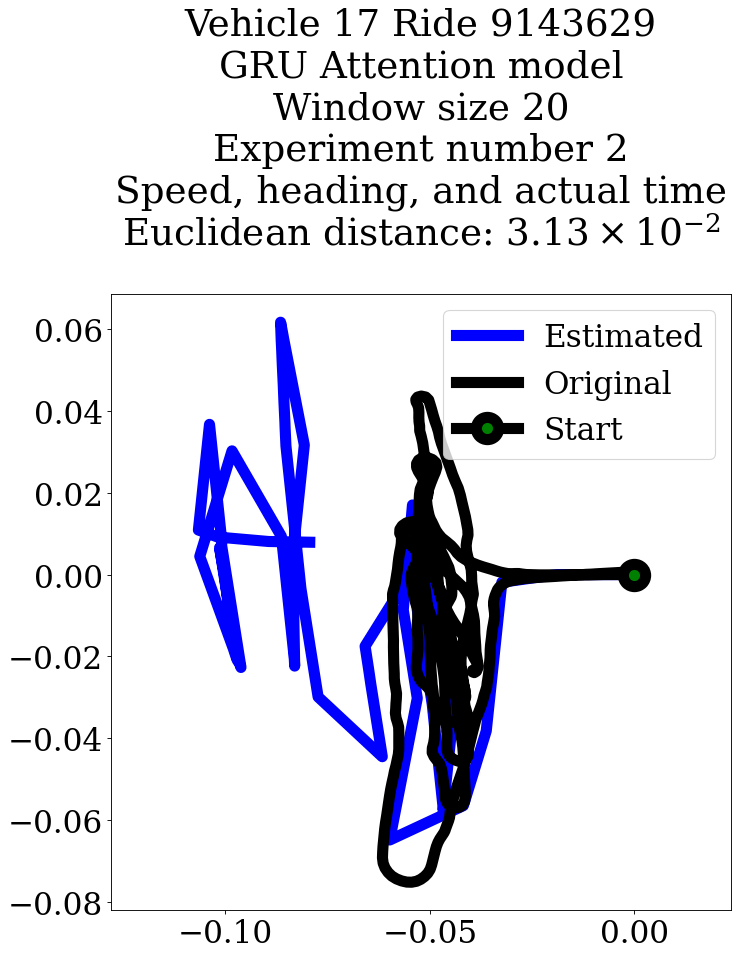 Vehicle 17 Ride 9143629
GRU Attention model
Window size 20
Experiment number 2
Speed, heading, and actual time
Euclidean distance: 3.13 × 10⁻²
Estimated
Original
Start
0.06
0.04
0.02
0.00
−0.02
−0.04
−0.06
−0.08
−0.10
−0.05
0.00